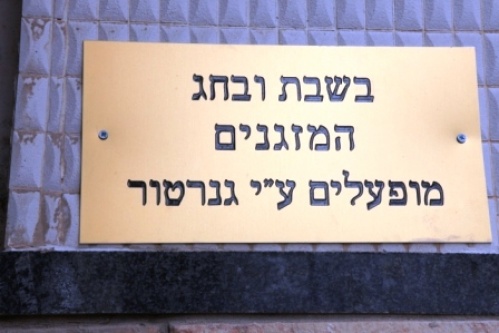 בשבת ובחג
המזגנים
מופעלים ע״י גנרטור